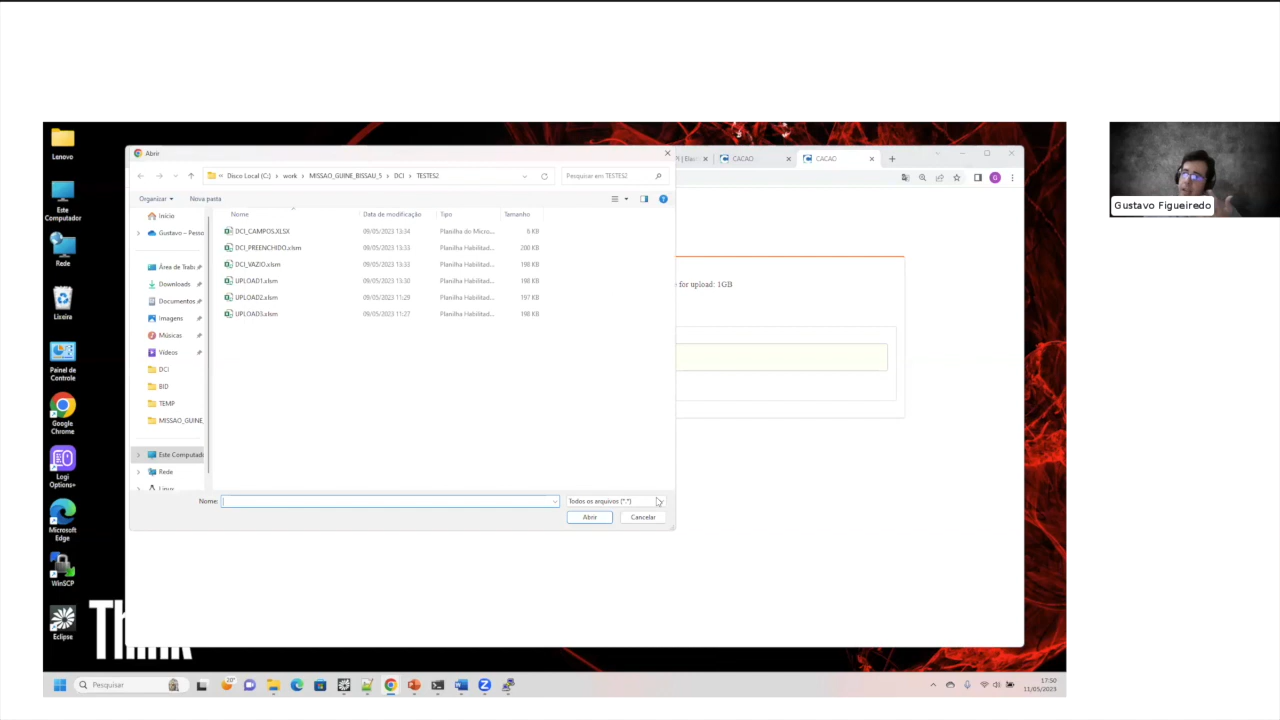 Lenovo
Este
Computador
Rede
Lixeira
Painel de
Controle
Google
Chrome
Logi
Options+
Microsoft
Edge
WinSCP
Eclipse
Abrir
CACAO
CACAO
G
Disco Local (C:) > work > MISSAO_GUINE_BISSAU_5 > DCI > TESTES2
Pesquisar em TESTES2
Organizar
Nova pasta
Início
Gustavo – Pesso
Área de Trab
Downloads
Documentos
Imagens
Músicas
Vídeos
DCI
BID
TEMP
MISSAO_GUINE_
Este Computad
Rede
Linux
Nome Data de modificação Tipo Tamanho
DCI_CAMPOS.XLSX 09/05/2023 13:34 Planilha do Micro... 6 KB
DCI_PREENCHIDO.xlsm 09/05/2023 13:33 Planilha Habilitad... 200 KB
DCI_VAZIO.xlsm 09/05/2023 13:33 Planilha Habilitad... 198 KB
UPLOAD1.xlsm 09/05/2023 13:30 Planilha Habilitad... 198 KB
UPLOAD2.xlsm 09/05/2023 11:29 Planilha Habilitad... 197 KB
UPLOAD3.xlsm 09/05/2023 11:27 Planilha Habilitad... 198 KB
for upload: 1GB
Nome:
Todos os arquivos (*.*)
Abrir
Cancelar
Gustavo Figueiredo
Think
Pesquisar
20°
17:50
11/05/2023